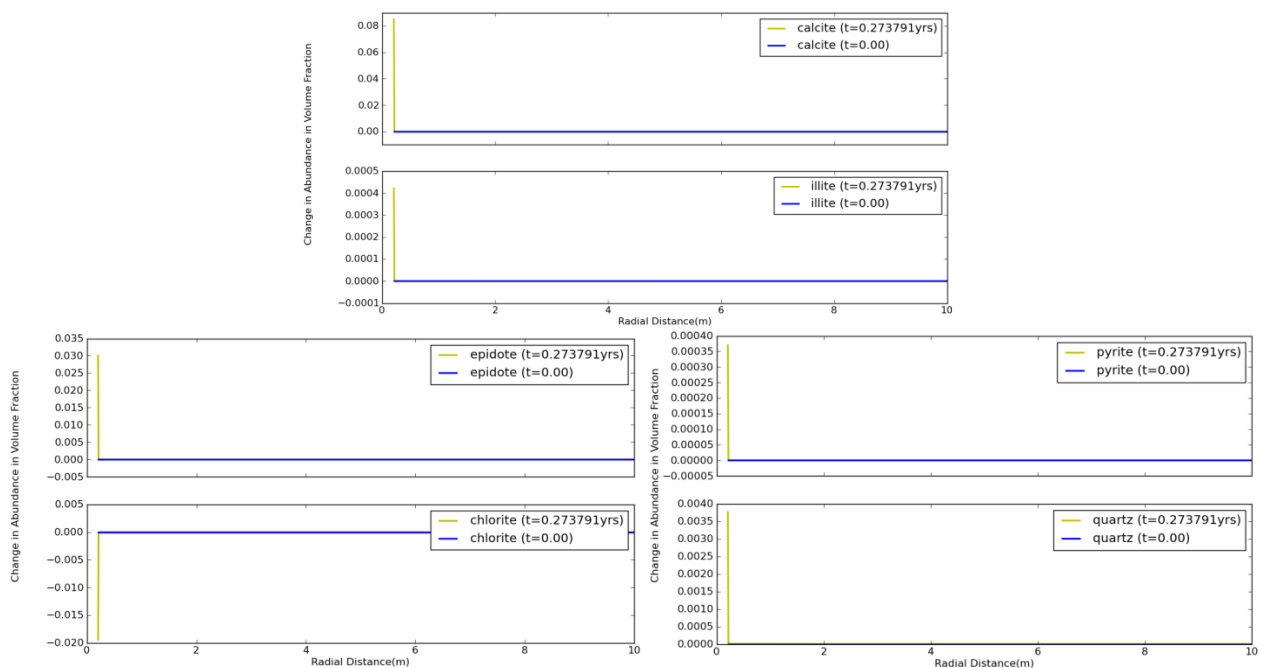 Change in Abundance in Volume Fraction
0.08
0.06
0.04
0.02
0.00
calcite (t=0.273791yrs)
calcite (t=0.00)
0.0005
0.0004
0.0003
0.0002
0.0001
0.0000
−0.0001
illite (t=0.273791yrs)
illite (t=0.00)
0 2 4 6 8 10
Radial Distance(m)
Change in Abundance in Volume Fraction
0.035
0.030
0.025
0.020
0.015
0.010
0.005
0.000
−0.005
epidote (t=0.273791yrs)
epidote (t=0.00)
0.005
0.000
−0.005
−0.010
−0.015
−0.020
chlorite (t=0.273791yrs)
chlorite (t=0.00)
0 2 4 6 8 10
Radial Distance(m)
Change in Abundance in Volume Fraction
0.00040
0.00035
0.00030
0.00025
0.00020
0.00015
0.00010
0.00005
0.00000
−0.00005
pyrite (t=0.273791yrs)
pyrite (t=0.00)
0.0040
0.0035
0.0030
0.0025
0.0020
0.0015
0.0010
0.0005
0.0000
quartz (t=0.273791yrs)
quartz (t=0.00)
0 2 4 6 8 10
Radial Distance(m)